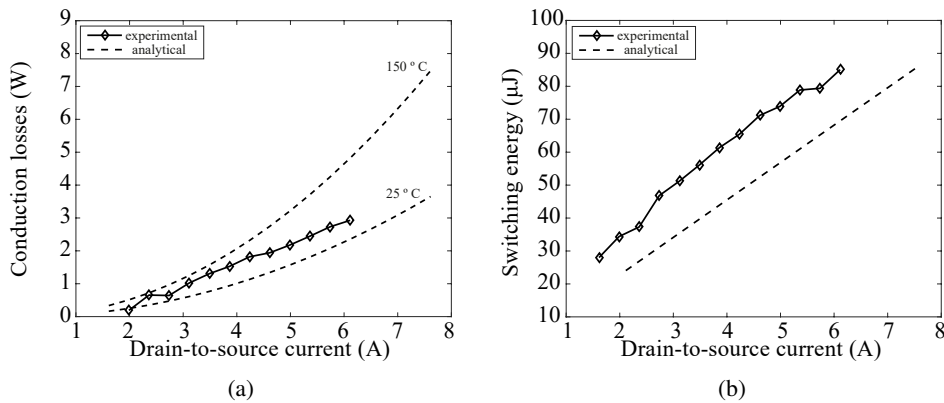 9
8
7
6
5
4
3
2
1
0
experimental
analytical
150 º C
25 º C
1 2 3 4 5 6 7 8
Conduction losses (W)
Drain-to-source current (A)
(a)
100
90
80
70
60
50
40
30
20
10
experimental
analytical
1 2 3 4 5 6 7 8
Switching energy (μJ)
Drain-to-source current (A)
(b)